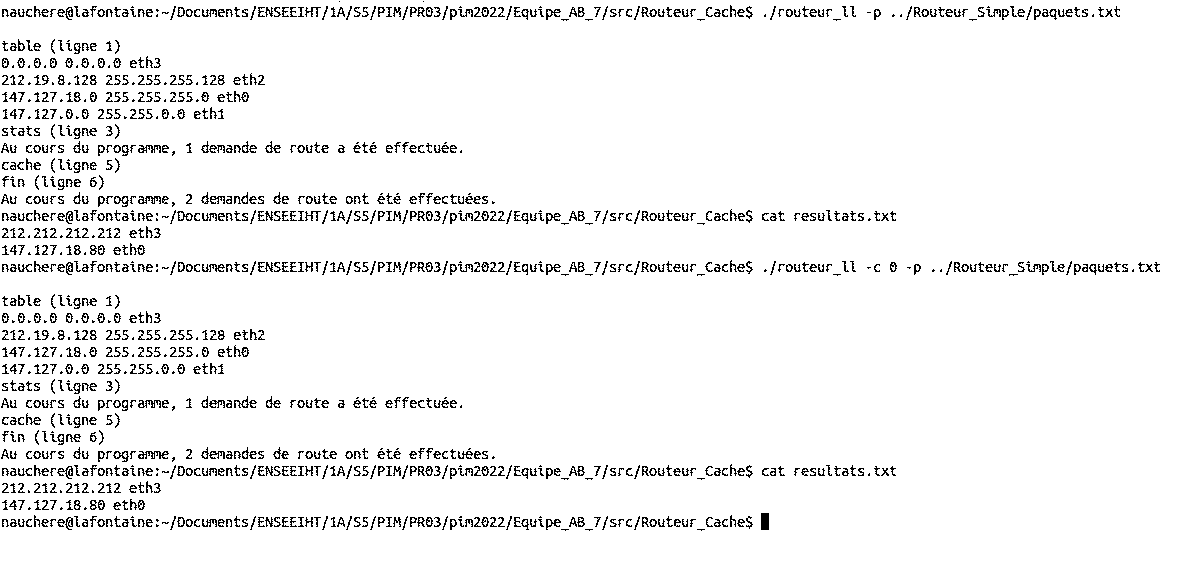 nauchere@lafontaine:~/Documents/ENSEEIHT/1A/S5/PIM/PR03/pim2022/Equipe_AB_7/src/Routeur_Cache$ ./routeur_ll -p ../Routeur_Simple/paquets.txt
table (ligne 1)
0.0.0.0 0.0.0.0 eth3
212.19.8.128 255.255.255.128 eth2
147.127.18.0 255.255.255.0 eth0
147.127.0.0 255.255.0.0 eth1
stats (ligne 3)
Au cours du programme, 1 demande de route a été effectuée.
cache (ligne 5)
fin (ligne 6)
Au cours du programme, 2 demandes de route ont été effectuées.
nauchere@lafontaine:~/Documents/ENSEEIHT/1A/S5/PIM/PR03/pim2022/Equipe_AB_7/src/Routeur_Cache$ cat resultats.txt
212.212.212.212 eth3
147.127.18.80 eth0
nauchere@lafontaine:~/Documents/ENSEEIHT/1A/S5/PIM/PR03/pim2022/Equipe_AB_7/src/Routeur_Cache$ ./routeur_ll -c 0 -p ../Routeur_Simple/paquets.txt
table (ligne 1)
0.0.0.0 0.0.0.0 eth3
212.19.8.128 255.255.255.128 eth2
147.127.18.0 255.255.255.0 eth0
147.127.0.0 255.255.0.0 eth1
stats (ligne 3)
Au cours du programme, 1 demande de route a été effectuée.
cache (ligne 5)
fin (ligne 6)
Au cours du programme, 2 demandes de route ont été effectuées.
nauchere@lafontaine:~/Documents/ENSEEIHT/1A/S5/PIM/PR03/pim2022/Equipe_AB_7/src/Routeur_Cache$ cat resultats.txt
212.212.212.212 eth3
147.127.18.80 eth0
nauchere@lafontaine:~/Documents/ENSEEIHT/1A/S5/PIM/PR03/pim2022/Equipe_AB_7/src/Routeur_Cache$